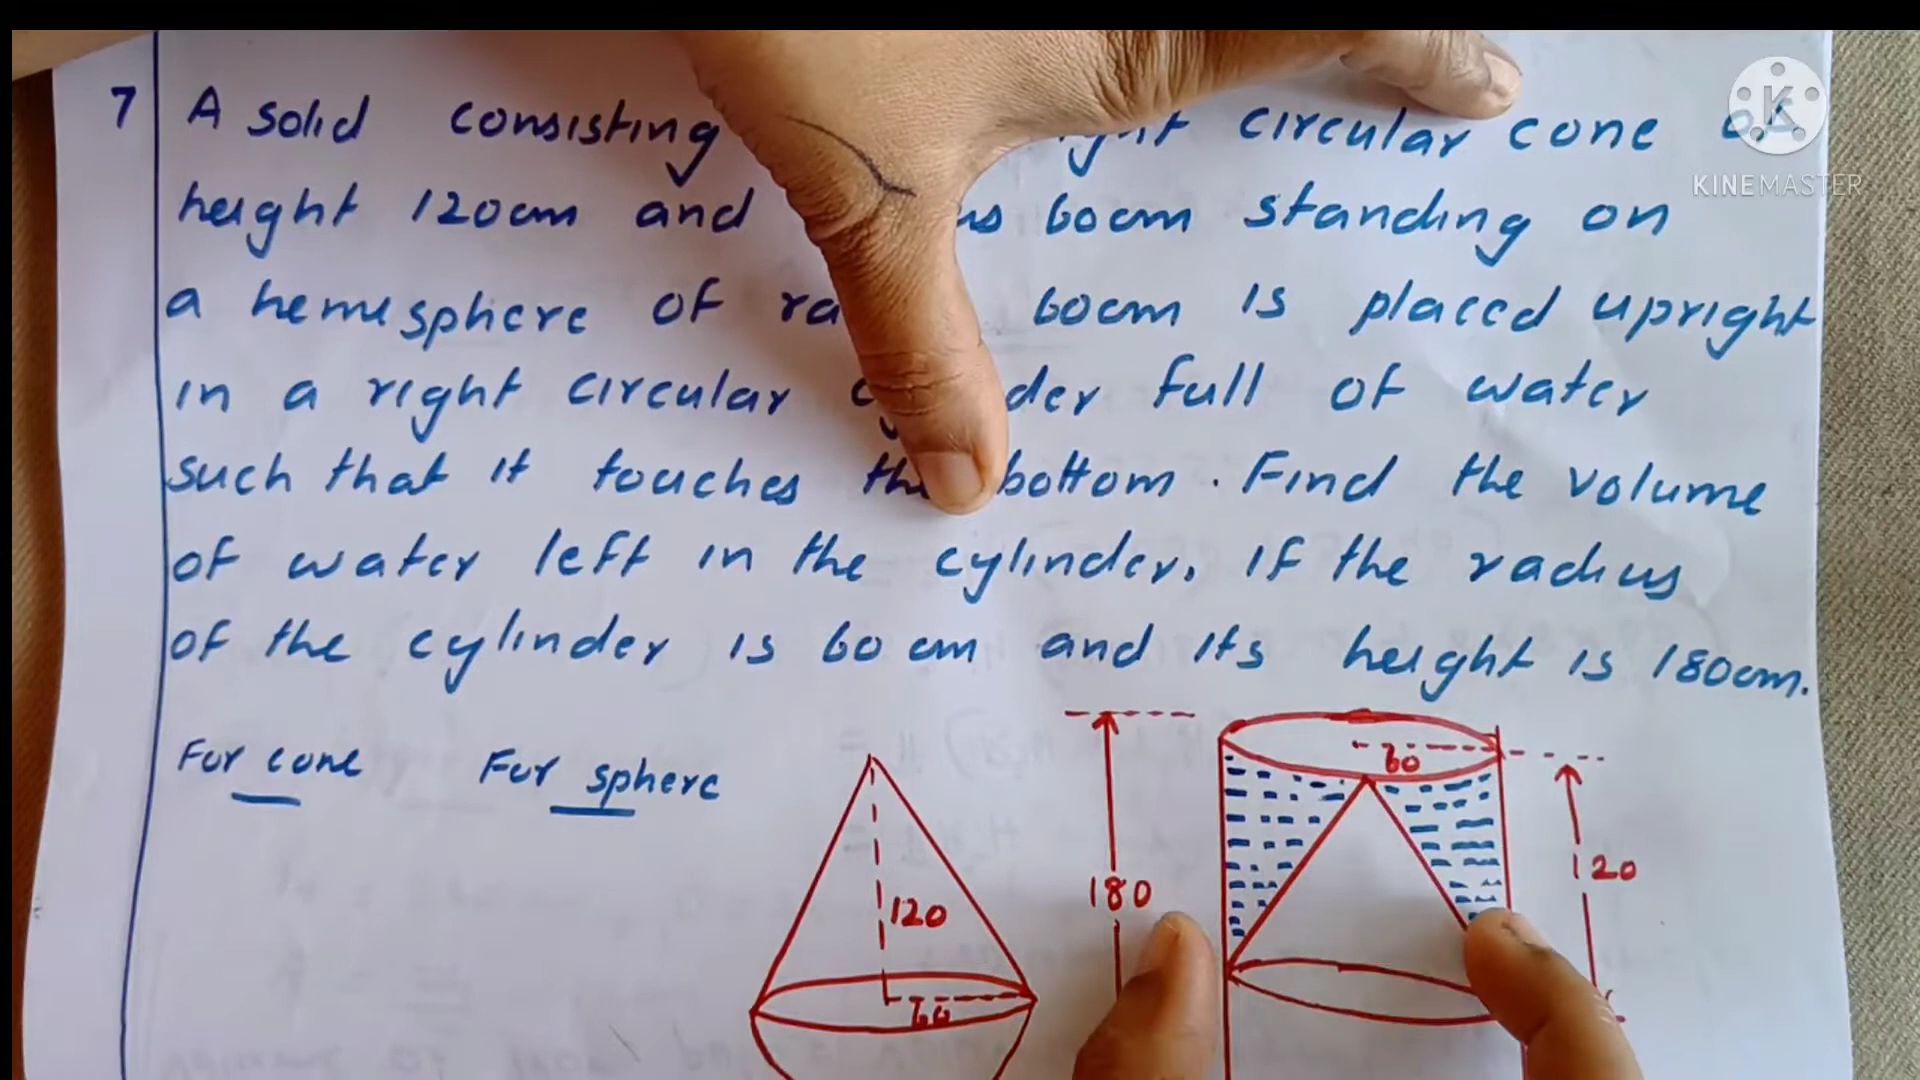 7 A solid consisting circular cone of
height 120cm and 60cm standing on
a hemisphere of 60cm is placed upright
in a right circular full of water
such that it touches the bottom. Find the volume
of water left in the cylinder, if the radius
of the cylinder is 60 cm and its height is 180cm.
For cone For sphere
120
60
180
60
120
K
KINEMASTER